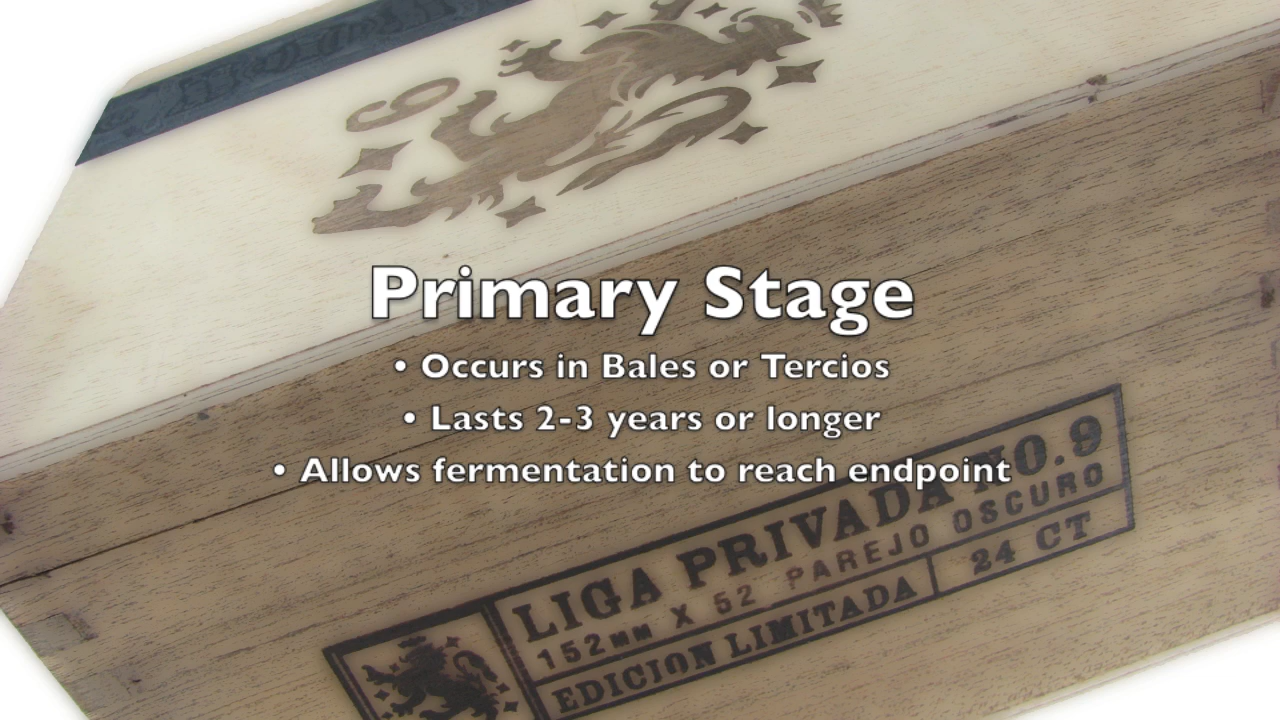 9
Primary Stage
• Occurs in Bales or Tercios
• Lasts 2-3 years or longer
• Allows fermentation to reach endpoint
LIGA PRIVADA NO.9
152MM X 52 PAREJO OSCURO
EDICION LIMITADA 24 CT